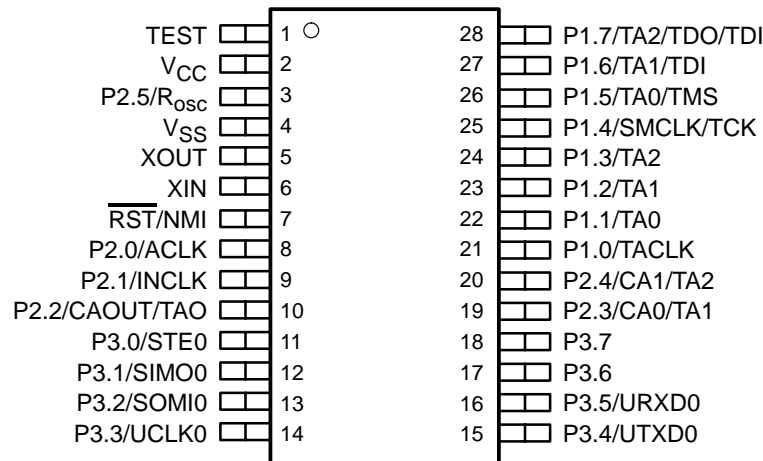 TEST 1 28 P1.7/TA2/TDO/TDI
VCC 2 27 P1.6/TA1/TDI
P2.5/Rosc 3 26 P1.5/TA0/TMS
VSS 4 25 P1.4/SMCLK/TCK
XOUT 5 24 P1.3/TA2
XIN 6 23 P1.2/TA1
RST/NMI 7 22 P1.1/TA0
P2.0/ACLK 8 21 P1.0/TACLK
P2.1/INCLK 9 20 P2.4/CA1/TA2
P2.2/CAOUT/TAO 10 19 P2.3/CA0/TA1
P3.0/STE0 11 18 P3.7
P3.1/SIMO0 12 17 P3.6
P3.2/SOMI0 13 16 P3.5/URXD0
P3.3/UCLK0 14 15 P3.4/UTXD0